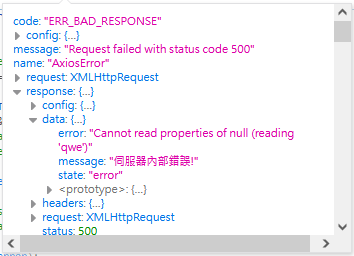 code: "ERR_BAD_RESPONSE"
config: {…}
message: "Request failed with status code 500"
name: "AxiosError"
request: XMLHttpRequest
response: {…}
config: {…}
data: {…}
error: "Cannot read properties of null (reading
'qwe')"
message: "伺服器內部錯誤!"
state: "error"
<prototype>: {…}
headers: {…}
request: XMLHttpRequest
status: 500